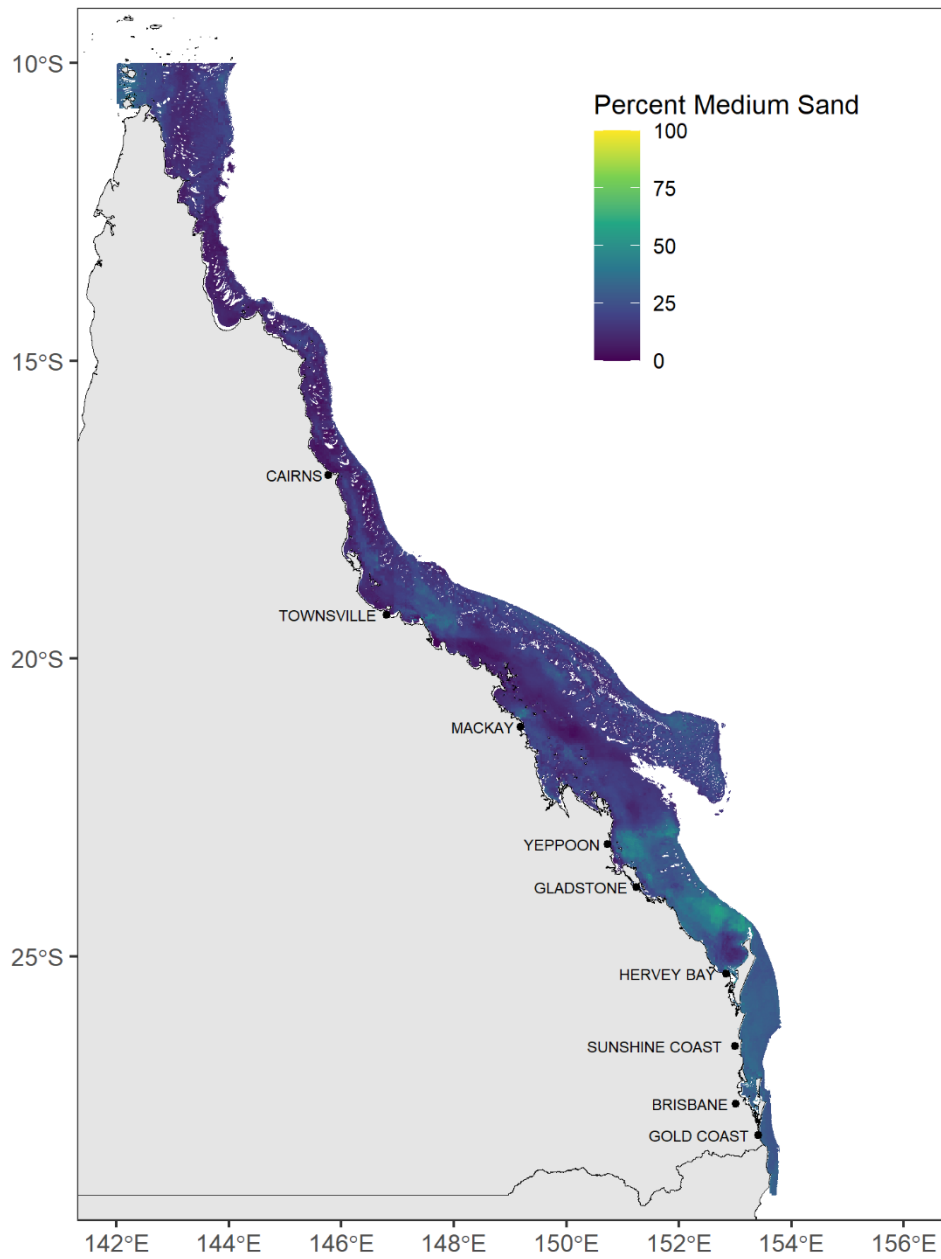 10°S
Percent Medium Sand
100
75
50
25
0
15°S
CAIRNS
TOWNSVILLE
20°S
MACKAY
YEPPOON
GLADSTONE
25°S
HERVEY BAY
SUNSHINE COAST
BRISBANE
GOLD COAST
142°E 144°E 146°E 148°E 150°E 152°E 154°E 156°E